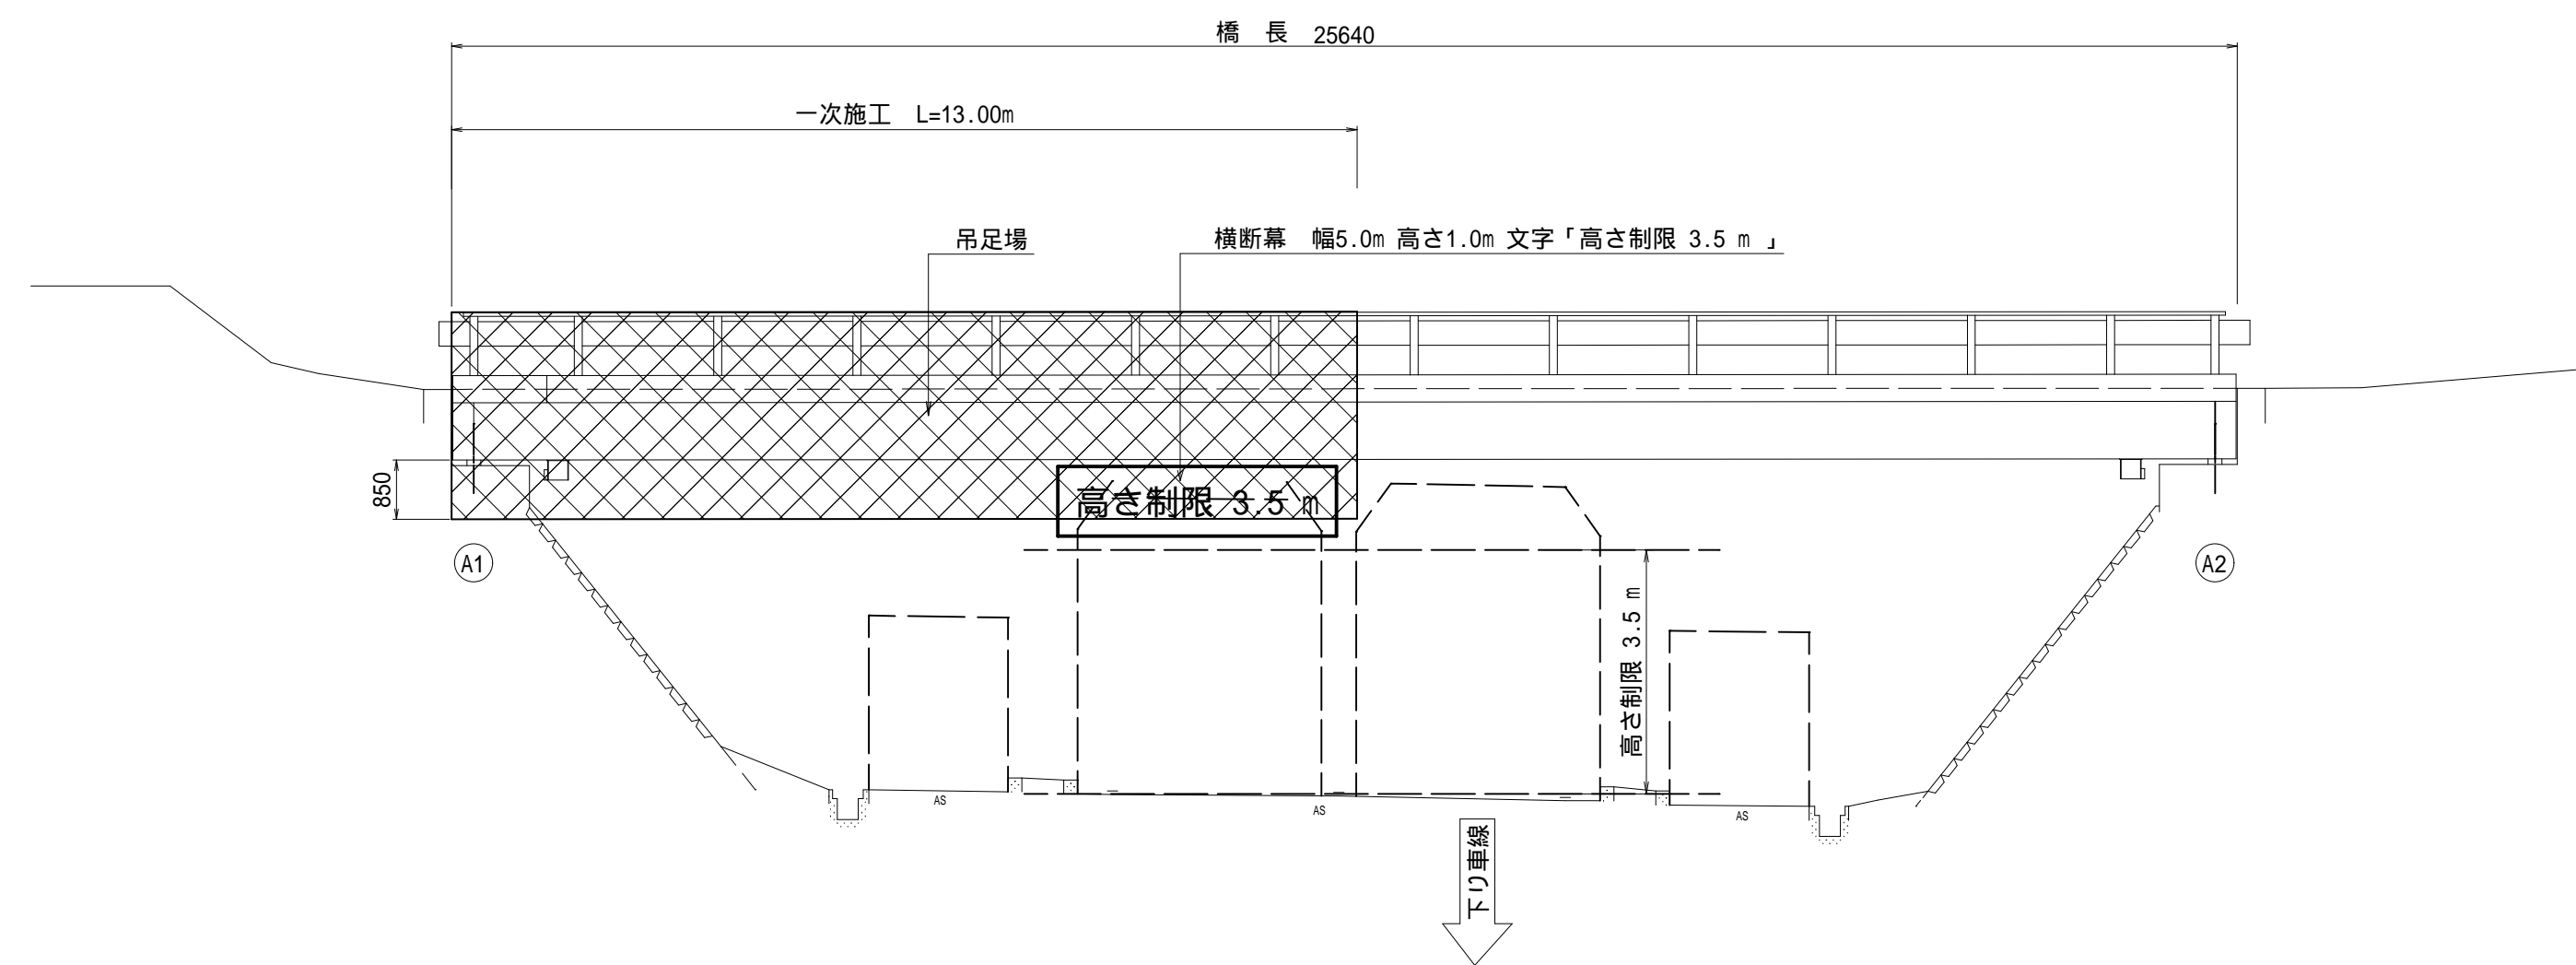 橋　長　25640
一次施工　L=13.00m
吊足場
横断幕　幅5.0m 高さ1.0m 文字「高さ制限 3.5 m 」
850
高さ制限 3.5 m
A1
A2
高さ制限 3.5 m
AS
AS
AS
下り車線